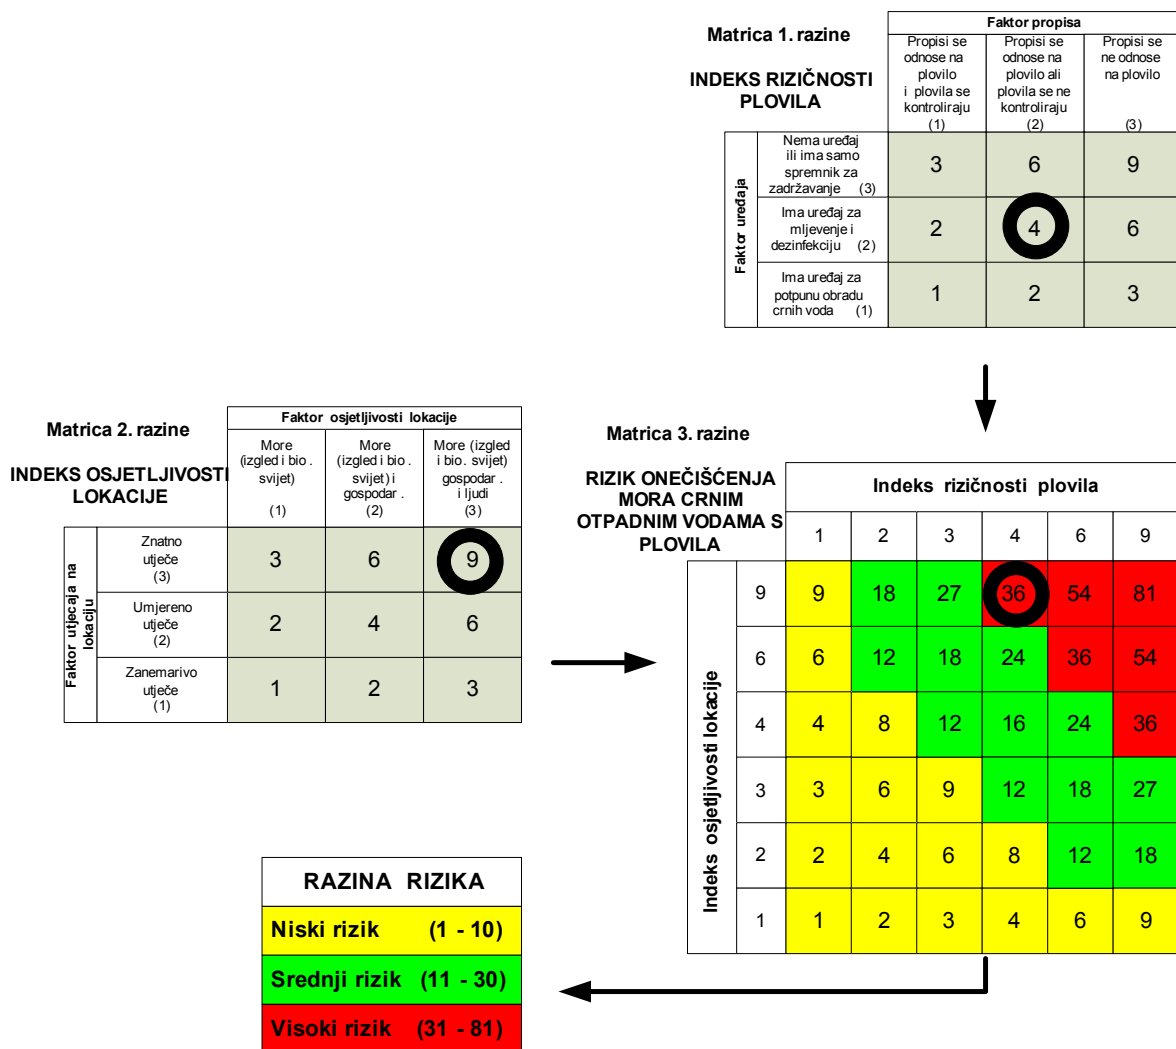 Matrica 1. razine
INDEKS RIZIČNOSTI
PLOVILA
Faktor propisa
Propisi se
odnose na
plovilo
i plovila se
kontroliraju
(1)
Propisi se
odnose na
plovilo ali
plovila se ne
kontroliraju
(2)
Propisi se
ne odnose
na plovilo
(3)
Faktor uređaja
Nema uređaj
ili ima samo
spremnik za
zadržavanje (3)
3 6 9
Ima uređaj za
mljevenje i
dezinfekciju (2)
2 4 6
Ima uređaj za
potpunu obradu
crnih voda (1)
1 2 3
Matrica 2. razine
INDEKS OSJETLJIVOSTI
LOKACIJE
Faktor osjetljivosti lokacije
More
(izgled i bio.
svijet)
(1)
More
(izgled i bio.
svijet) i
gospodar.
(2)
More (izgled
i bio. svijet)
gospodar.
i ljudi
(3)
Faktor utjecaja na
lokaciju
Znatno
utječe
(3)
3 6 9
Umjereno
utječe
(2)
2 4 6
Zanemarivo
utječe
(1)
1 2 3
Matrica 3. razine
RIZIK ONEČIŠĆENJA
MORA CRNIM
OTPADNIM VODAMA S
PLOVILA
Indeks rizičnosti plovila
1 2 3 4 6 9
Indeks osjetljivosti lokacije
9 9 18 27 36 54 81
6 6 12 18 24 36 54
4 4 8 12 16 24 36
3 3 6 9 12 18 27
2 2 4 6 8 12 18
1 1 2 3 4 6 9
RAZINA RIZIKA
Niski rizik (1 - 10)
Srednji rizik (11 - 30)
Visoki rizik (31 - 81)